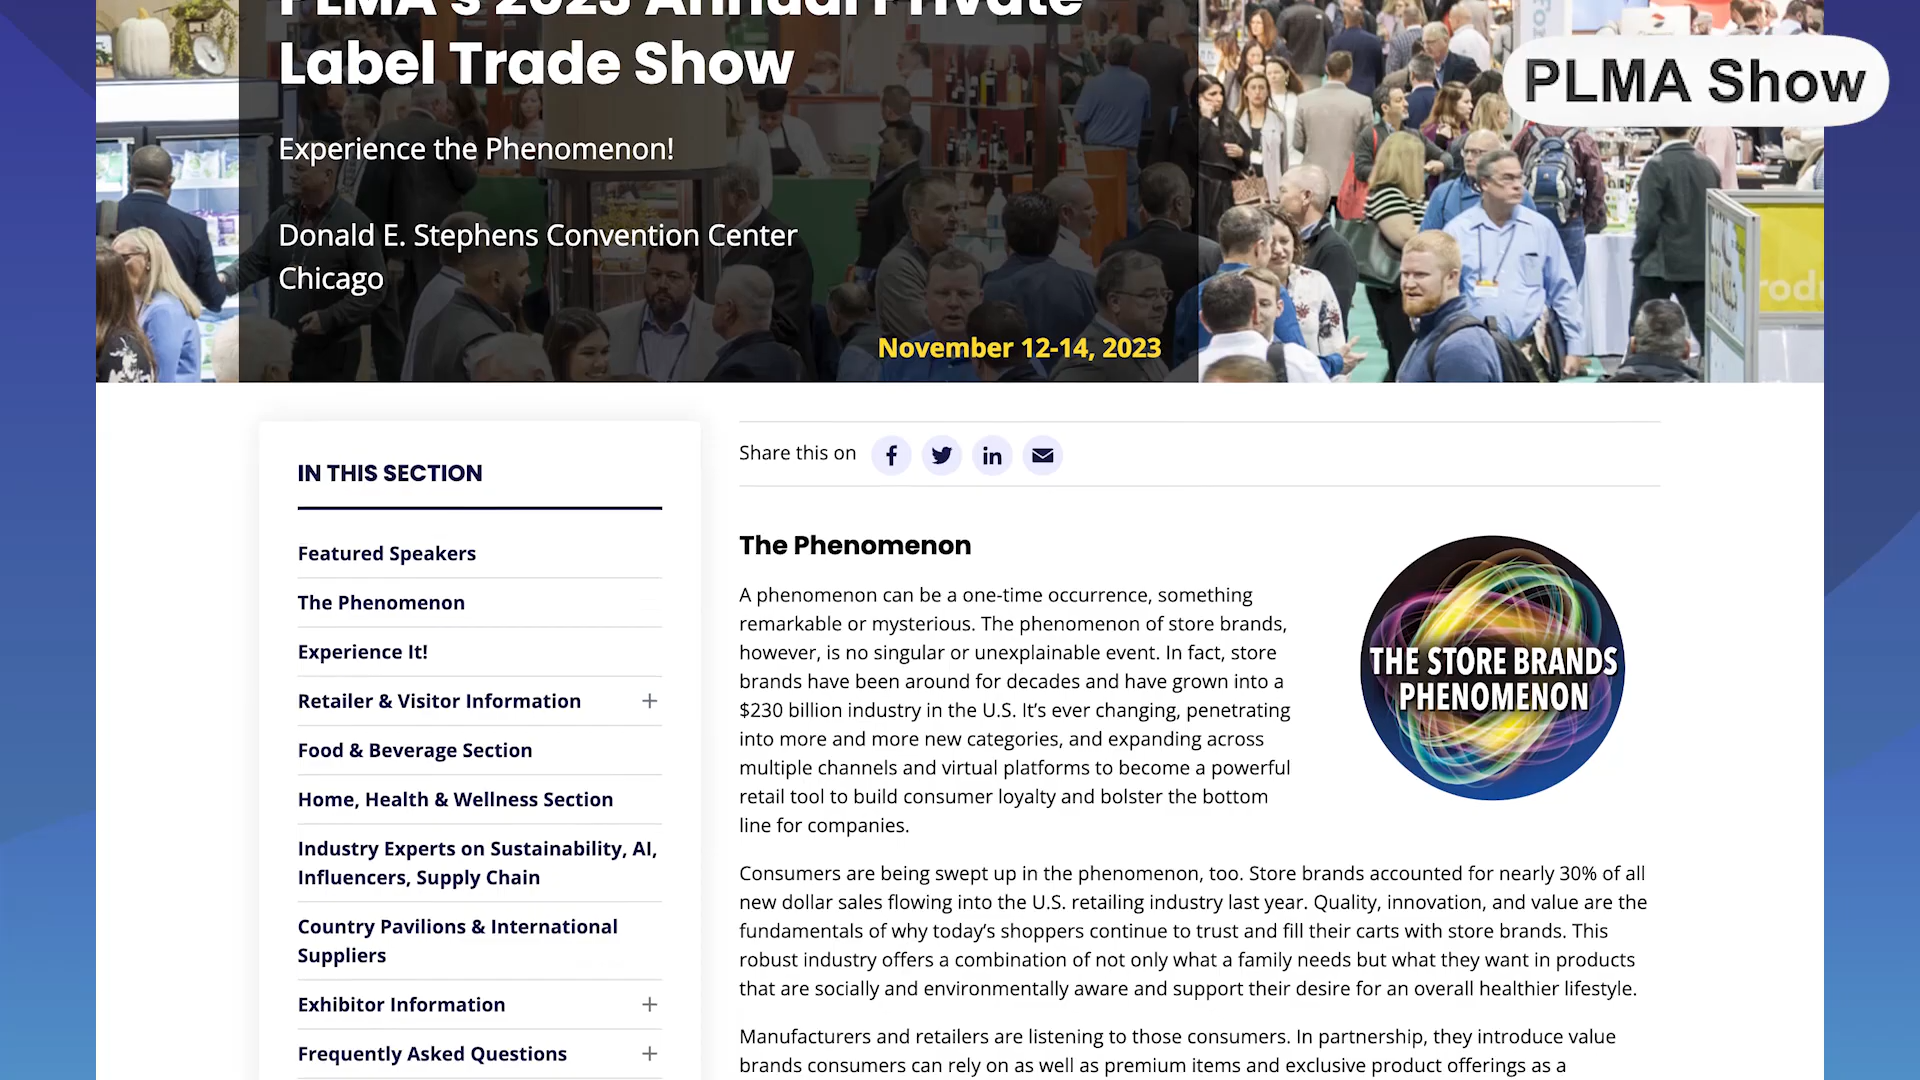 PLMA's 2023 Annual Private
Label Trade Show
PLMA Show
Experience the Phenomenon!
Donald E. Stephens Convention Center
Chicago
November 12-14, 2023
Share this on
IN THIS SECTION
Featured Speakers
The Phenomenon
Experience It!
Retailer & Visitor Information
Food & Beverage Section
Home, Health & Wellness Section
Industry Experts on Sustainability, AI,
Influencers, Supply Chain
Country Pavilions & International
Suppliers
Exhibitor Information
Frequently Asked Questions
The Phenomenon
A phenomenon can be a one-time occurrence, something
remarkable or mysterious. The phenomenon of store brands,
however, is no singular or unexplainable event. In fact, store
brands have been around for decades and have grown into a
$230 billion industry in the U.S. It’s ever changing, penetrating
into more and more new categories, and expanding across
multiple channels and virtual platforms to become a powerful
retail tool to build consumer loyalty and bolster the bottom
line for companies.
THE STORE BRANDS
PHENOMENON
Consumers are being swept up in the phenomenon, too. Store brands accounted for nearly 30% of all
new dollar sales flowing into the U.S. retailing industry last year. Quality, innovation, and value are the
fundamentals of why today’s shoppers continue to trust and fill their carts with store brands. This
robust industry offers a combination of not only what a family needs but what they want in products
that are socially and environmentally aware and support their desire for an overall healthier lifestyle.
Manufacturers and retailers are listening to those consumers. In partnership, they introduce value
brands consumers can rely on as well as premium items and exclusive product offerings as a